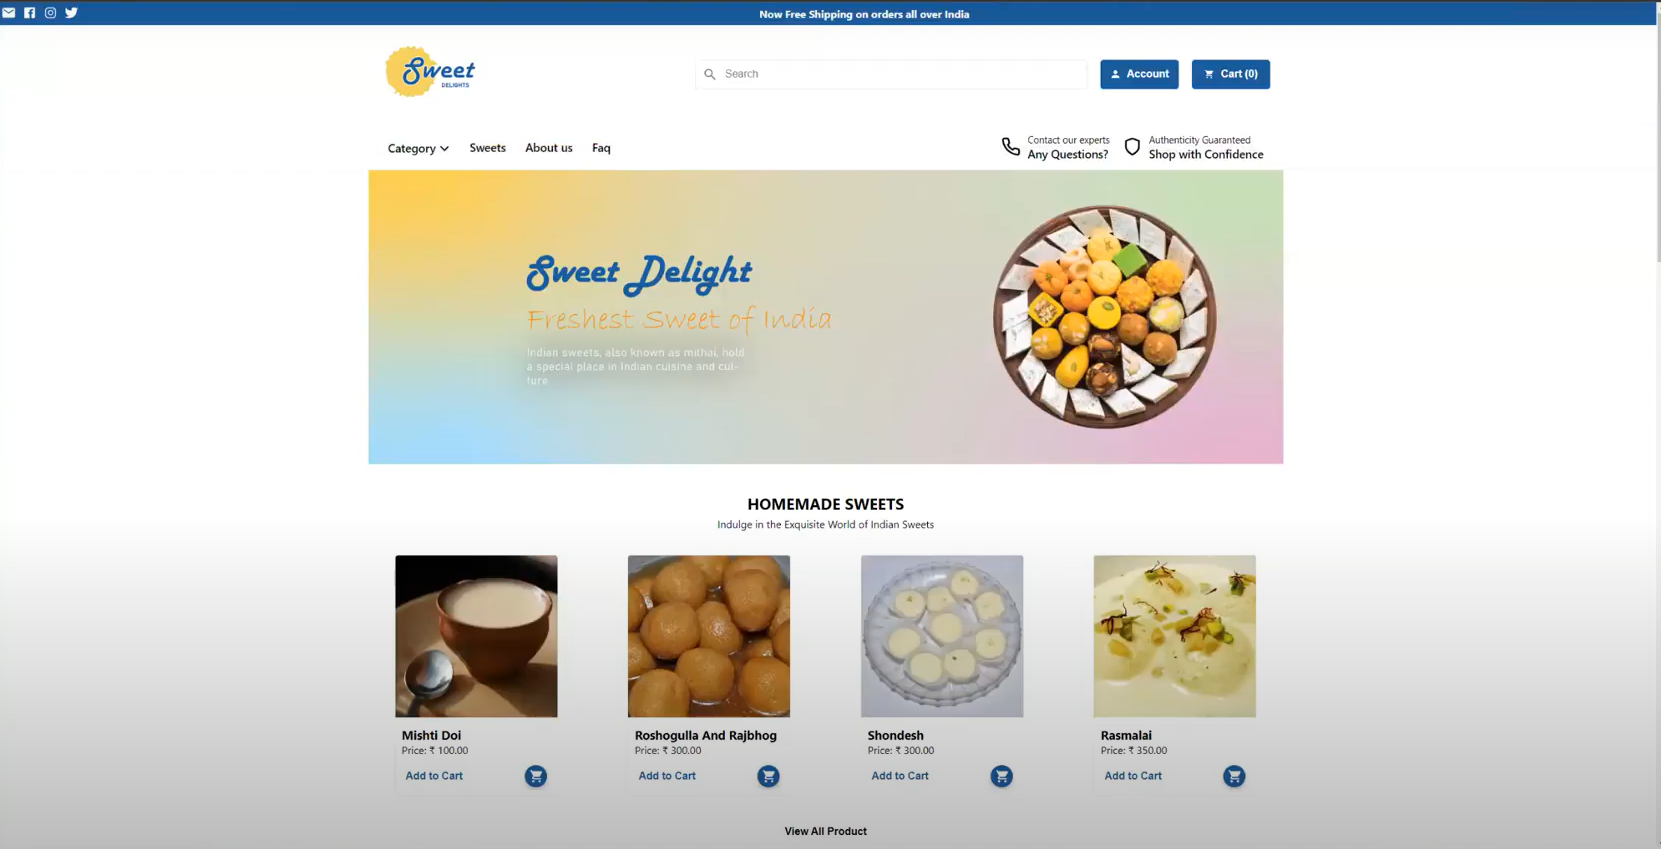 Now Free Shipping on orders all over India
Sweet
DELIGHTS
Search
Account
Cart (0)
Category
Sweets
About us
Faq
Contact our experts
Any Questions?
Authenticity Guaranteed
Shop with Confidence
Sweet Delight
Freshest Sweet of India
Indian sweets, also known as mithai, hold
a special place in Indian cuisine and cul-
ture
HOMEMADE SWEETS
Indulge in the Exquisite World of Indian Sweets
Mishti Doi
Price: ₹ 100.00
Add to Cart
Roshogulla And Rajbhog
Price: ₹ 300.00
Add to Cart
Shondesh
Price: ₹ 300.00
Add to Cart
Rasmalai
Price: ₹ 350.00
Add to Cart
View All Product